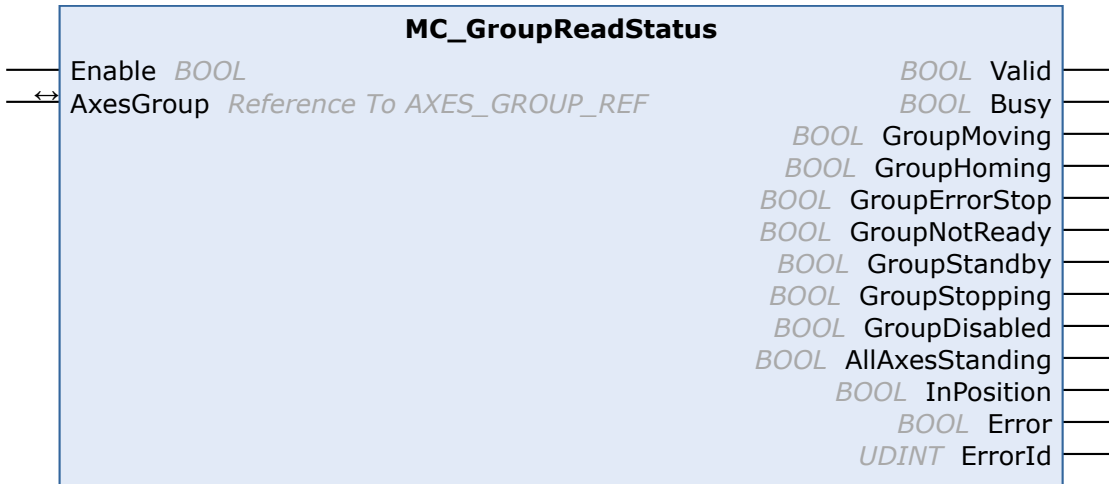 MC_GroupReadStatus
Enable BOOL BOOL Valid
↔ AxesGroup Reference To AXES_GROUP_REF BOOL Busy
BOOL GroupMoving
BOOL GroupHoming
BOOL GroupErrorStop
BOOL GroupNotReady
BOOL GroupStandby
BOOL GroupStopping
BOOL GroupDisabled
BOOL AllAxesStanding
BOOL InPosition
BOOL Error
UDINT ErrorId